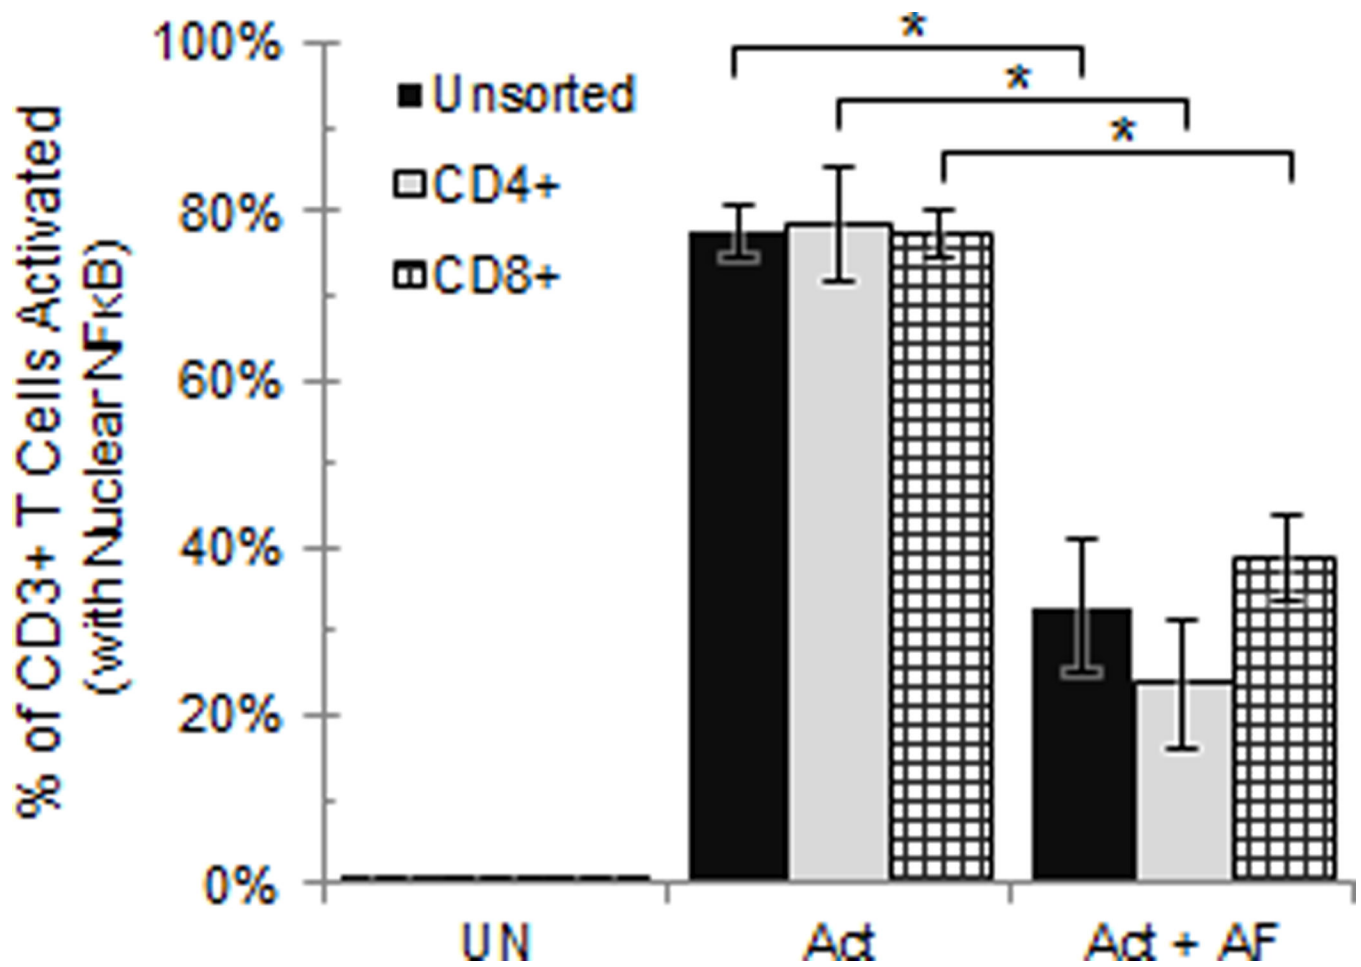 % of CD3+ T Cells Activated
(with Nuclear NFκB)
100%
80%
60%
40%
20%
0%
Unsorted
CD4+
CD8+
*
*
*
UN
Act
Act + AF